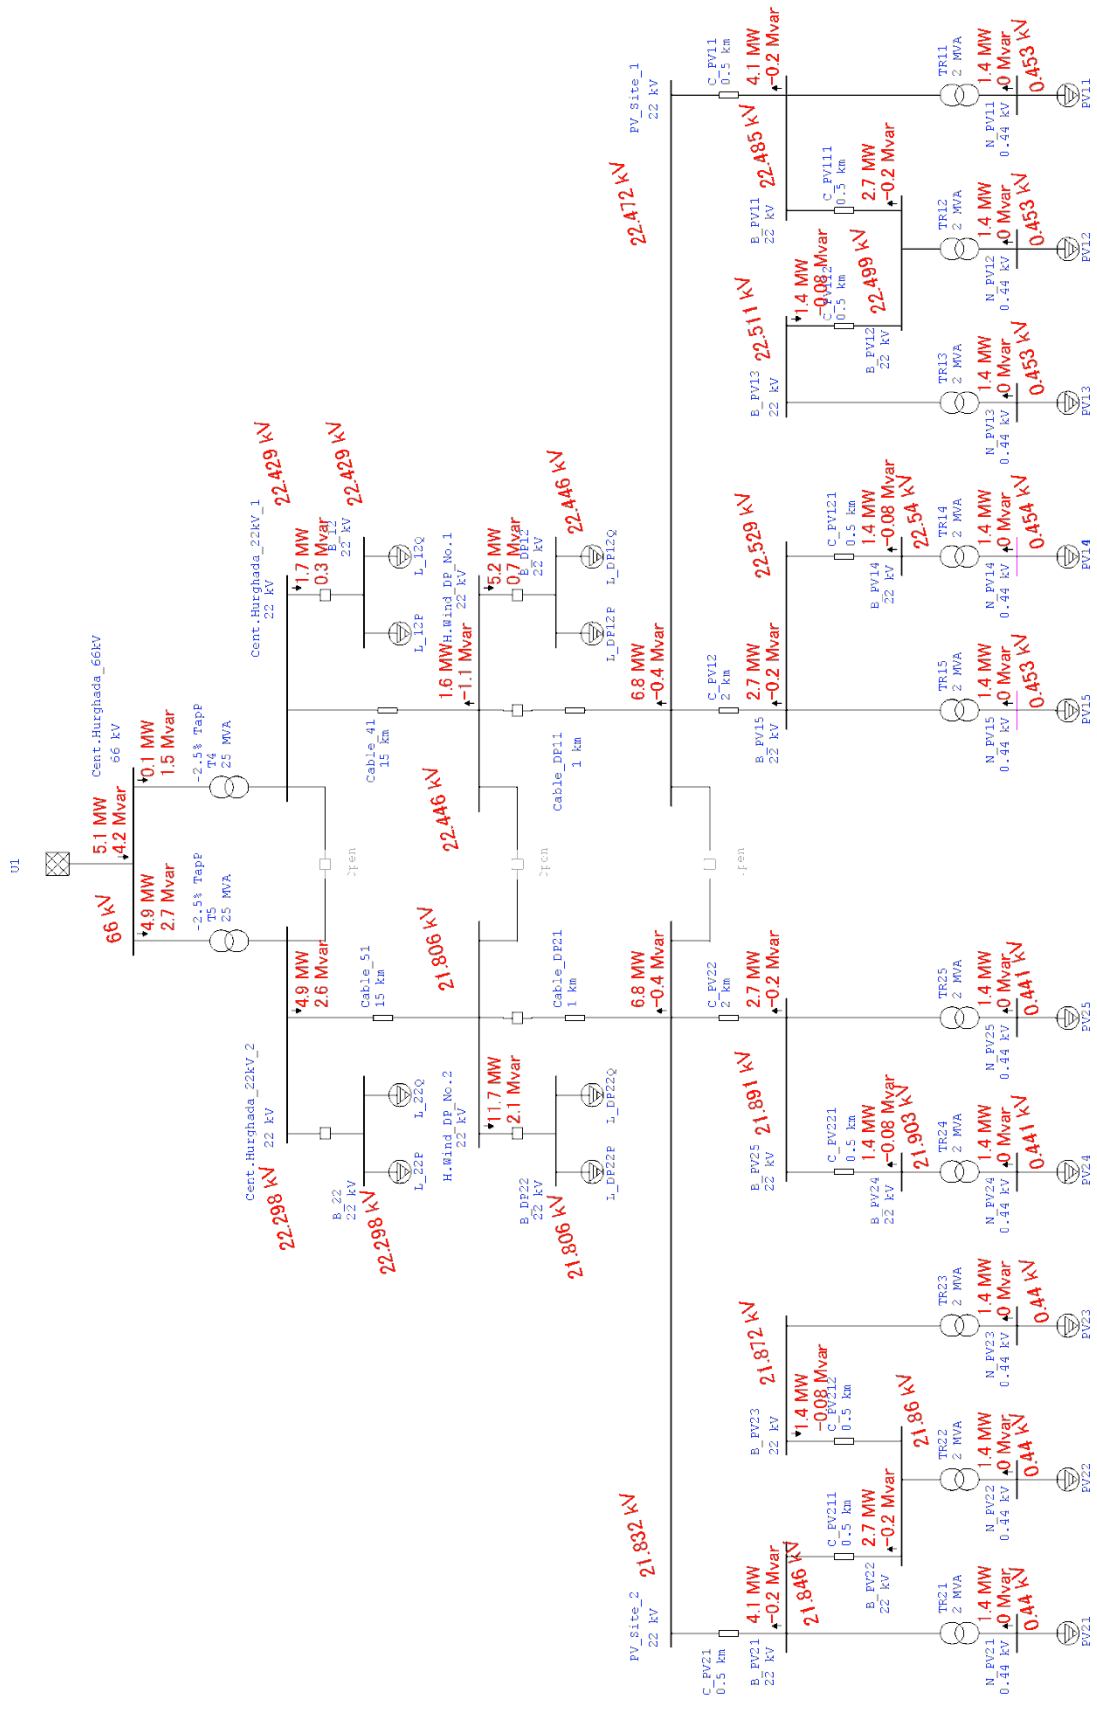 U1
Cent.Hurghada_66kV
66 kV
5.1 MW
4.2 Mvar
66 kV
4.9 MW
2.7 Mvar
0.1 MW
1.5 Mvar
-2.5% TapP
T5
25 MVA
-2.5% TapP
T4
25 MVA
Cent.Hurghada_22kV_2
22 kV
22.298 kV
4.9 MW
2.6 Mvar
Cent.Hurghada_22kV_1
22 kV
22.429 kV
1.7 MW
0.3 Mvar
B_22
22 kV
22.298 kV
L_22P
L_22Q
Cable_51
15 km
Cable_41
15 km
B_12
22 kV
22.429 kV
L_12P
L_12Q
H.Wind_DP_No.2
22 kV
21.806 kV
11.7 MW
2.1 Mvar
H.Wind_DP_No.1
22 kV
22.446 kV
1.6 MW
-1.1 Mvar
5.2 MW
0.7 Mvar
B_DP22
22 kV
21.806 kV
L_DP22P
L_DP22Q
Cable_DP21
1 km
Cable_DP11
1 km
B_DP12
22 kV
22.446 kV
L_DP12P
L_DP12Q
PV_Site_2
22 kV
21.832 kV
6.8 MW
-0.4 Mvar
6.8 MW
-0.4 Mvar
PV_Site_1
22 kV
22.472 kV
C_PV21
0.5 km
C_PV22
2 km
C_PV12
2 km
C_PV11
0.5 km
B_PV21
22 kV
4.1 MW
-0.2 Mvar
21.846 kV
B_PV23
22 kV
21.872 kV
1.4 MW
-0.08 Mvar
C_PV212
0.5 km
B_PV25
22 kV
21.891 kV
2.7 MW
-0.2 Mvar
B_PV15
22 kV
2.7 MW
-0.2 Mvar
22.529 kV
B_PV13
22 kV
22.511 kV
1.4 MW
-0.08 Mvar
C_PV112
0.5 km
B_PV11
22 kV
22.485 kV
4.1 MW
-0.2 Mvar
C_PV211
0.5 km
B_PV22
22 kV
2.7 MW
-0.2 Mvar
21.86 kV
C_PV221
0.5 km
B_PV24
22 kV
1.4 MW
-0.08 Mvar
21.903 kV
C_PV121
0.5 km
B_PV14
22 kV
1.4 MW
-0.08 Mvar
22.54 kV
B_PV12
22 kV
22.499 kV
C_PV111
0.5 km
2.7 MW
-0.2 Mvar
TR21
2 MVA
N_PV21
0.44 kV
1.4 MW
0 Mvar
0.44 kV
PV21
TR22
2 MVA
N_PV22
0.44 kV
1.4 MW
0 Mvar
0.44 kV
PV22
TR23
2 MVA
N_PV23
0.44 kV
1.4 MW
0 Mvar
0.44 kV
PV23
TR24
2 MVA
N_PV24
0.44 kV
1.4 MW
0 Mvar
0.441 kV
PV24
TR25
2 MVA
N_PV25
0.44 kV
1.4 MW
0 Mvar
0.441 kV
PV25
TR15
2 MVA
N_PV15
0.44 kV
1.4 MW
0 Mvar
0.453 kV
PV15
TR14
2 MVA
N_PV14
0.44 kV
1.4 MW
0 Mvar
0.454 kV
PV14
TR13
2 MVA
N_PV13
0.44 kV
1.4 MW
0 Mvar
0.453 kV
PV13
TR12
2 MVA
N_PV12
0.44 kV
1.4 MW
0 Mvar
0.453 kV
PV12
TR11
2 MVA
N_PV11
0.44 kV
1.4 MW
0 Mvar
0.453 kV
PV11